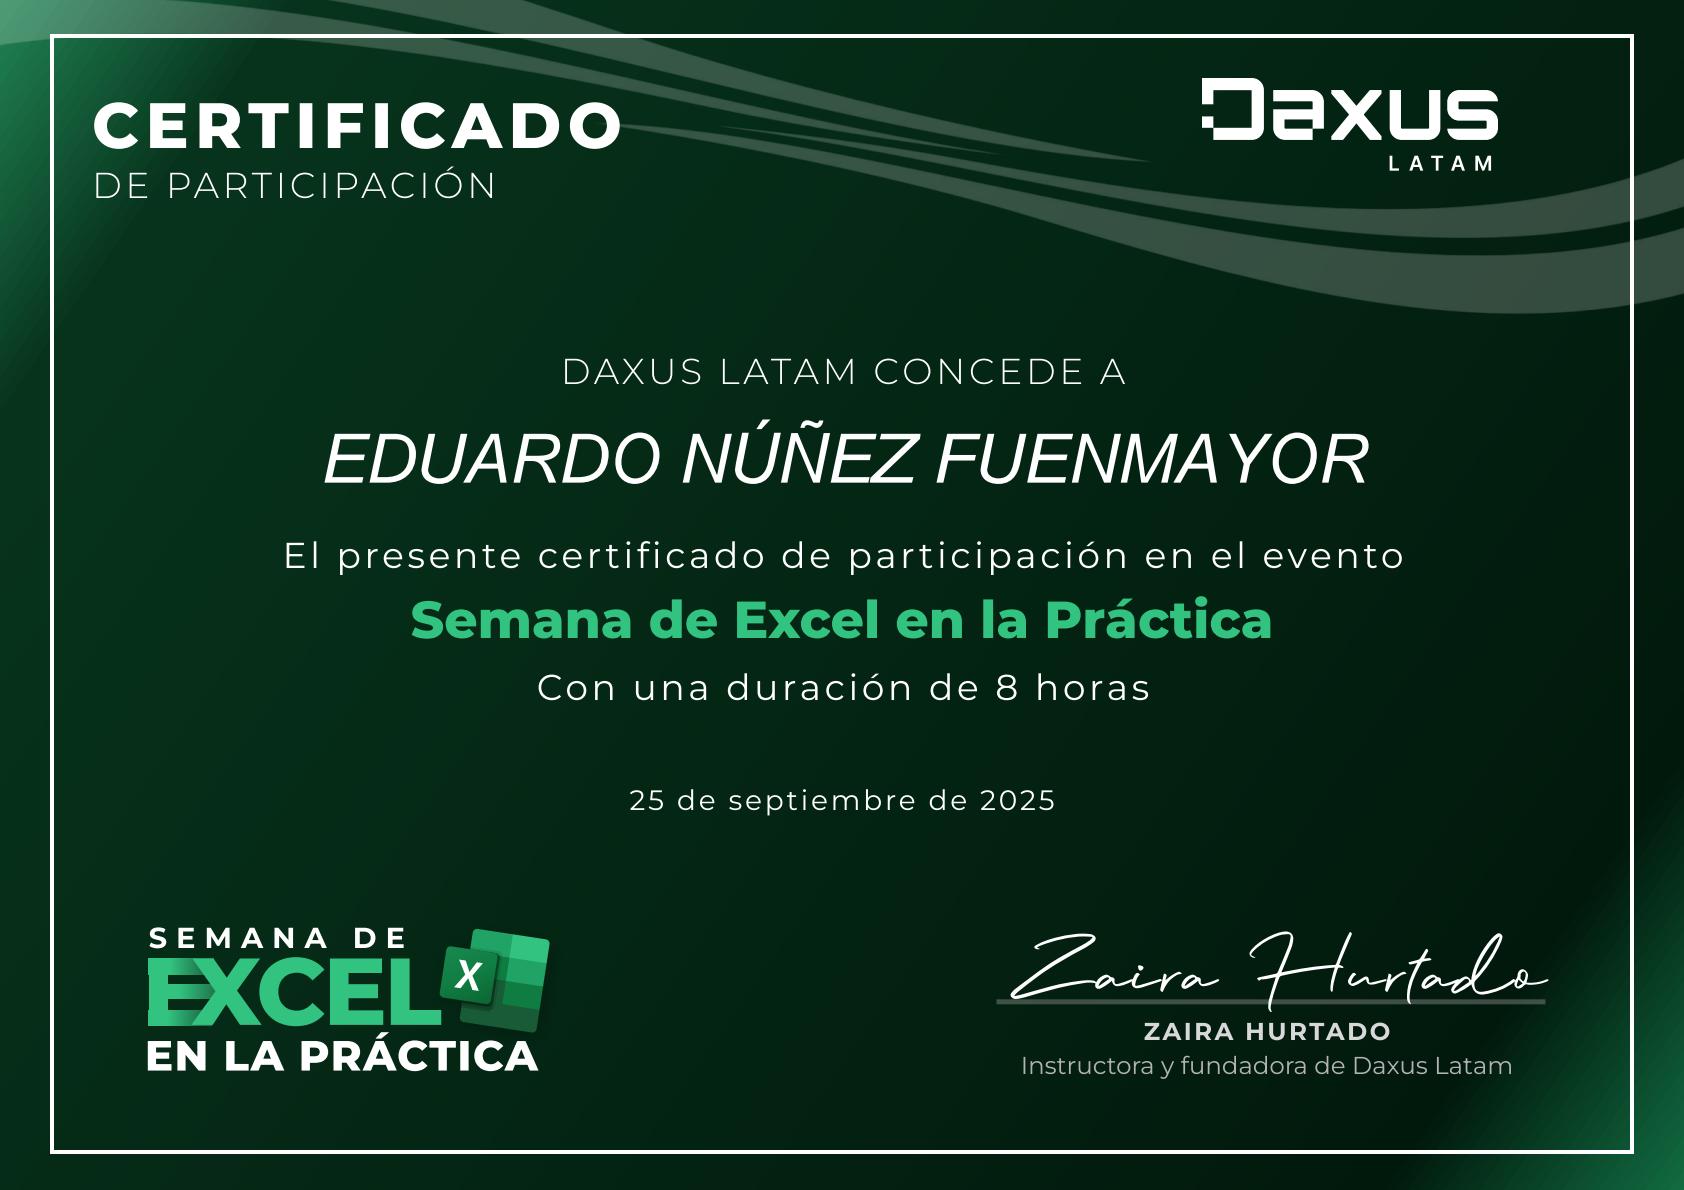 CERTIFICADO
DE PARTICIPACIÓN
Daxus
LATAM
DAXUS LATAM CONCEDE A
EDUARDO NÚÑEZ FUENMAYOR
El presente certificado de participación en el evento
Semana de Excel en la Práctica
Con una duración de 8 horas
25 de septiembre de 2025
SEMANA DE
EXCEL
X
EN LA PRÁCTICA
Zaira Hurtado
ZAIRA HURTADO
Instructora y fundadora de Daxus Latam